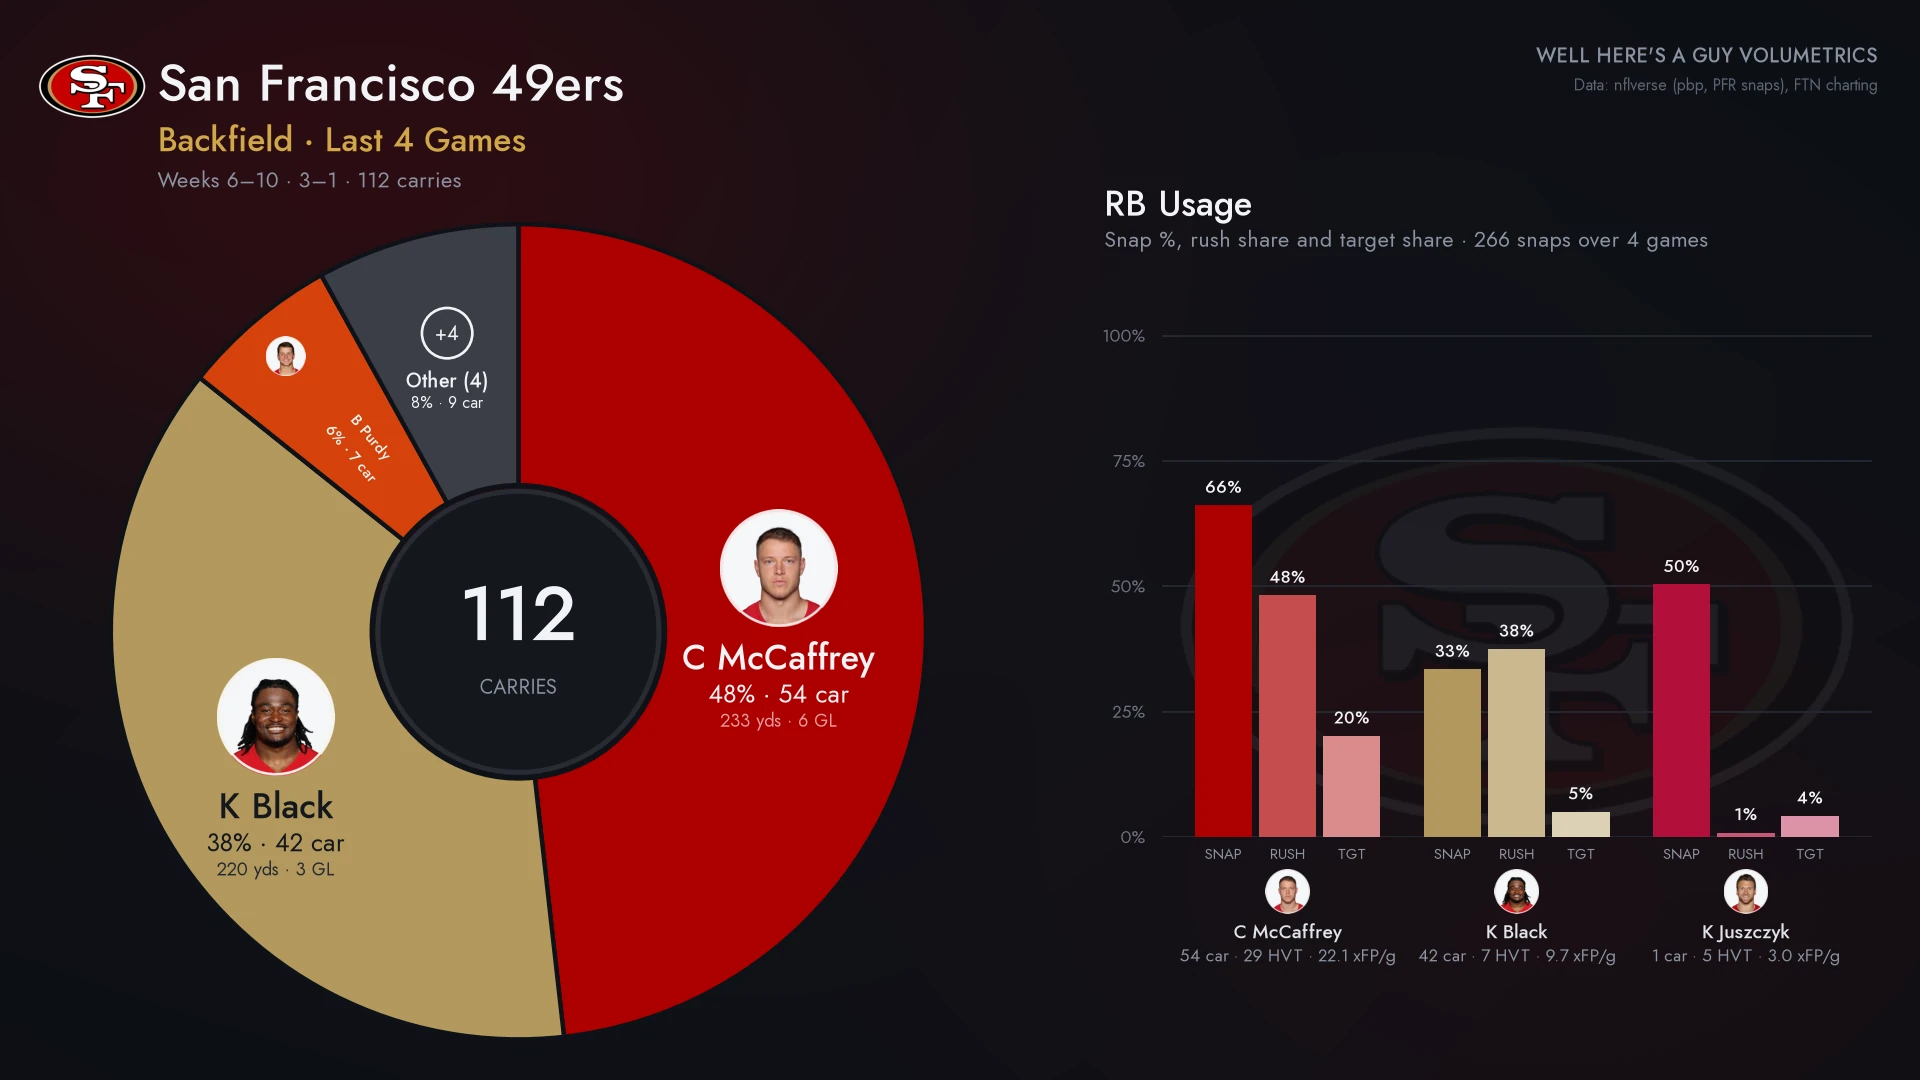 San Francisco 49ers
Backfield · Last 4 Games
Weeks 6–10 · 3–1 · 112 carries
WELL HERE'S A GUY VOLUMETRICS
Data: nflverse (pbp, PFR snaps), FTN charting
+4
Other (4)
8% · 9 car
B Purdy
6% · 7 car
C McCaffrey
48% · 54 car
233 yds · 6 GL
112
CARRIES
K Black
38% · 42 car
220 yds · 3 GL
RB Usage
Snap %, rush share and target share · 266 snaps over 4 games
100%
75%
50%
25%
0%
66%
48%
20%
33%
38%
5%
50%
1%
4%
SNAP RUSH TGT SNAP RUSH TGT SNAP RUSH TGT
C McCaffrey
54 car · 29 HVT · 22.1 xFP/g
K Black
42 car · 7 HVT · 9.7 xFP/g
K Juszczyk
1 car · 5 HVT · 3.0 xFP/g
SF
SF